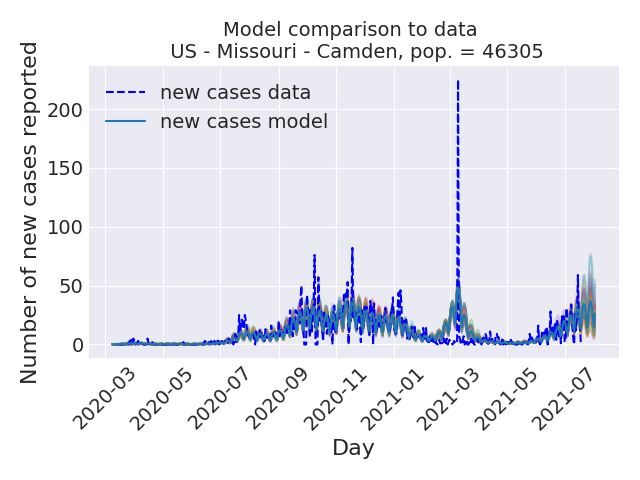 Model comparison to data
US - Missouri - Camden, pop. = 46305
Number of new cases reported
200
150
100
50
0
new cases data
new cases model
2020-03
2020-05
2020-07
2020-09
2020-11
2021-01
2021-03
2021-05
2021-07
Day